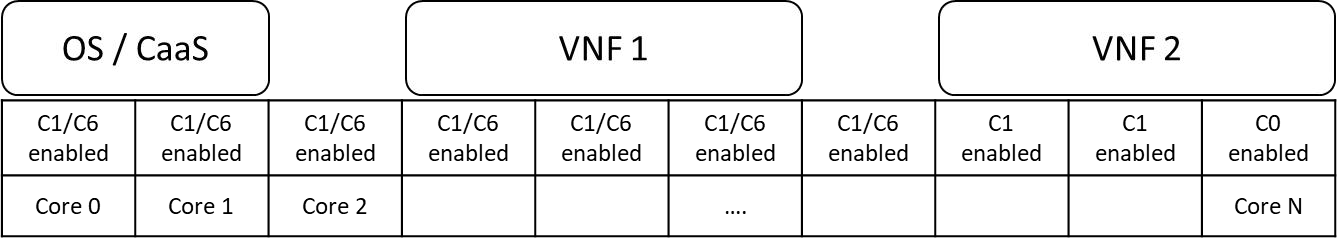 OS / CaaS VNF 1 VNF 2
C1/C6 C1/C6 C1/C6 C1/C6 C1/C6 C1/C6 C1/C6 C1 C1 C0
enabled enabled enabled enabled enabled enabled enabled enabled enabled enabled
Core 0 Core 1 Core 2 .... Core N